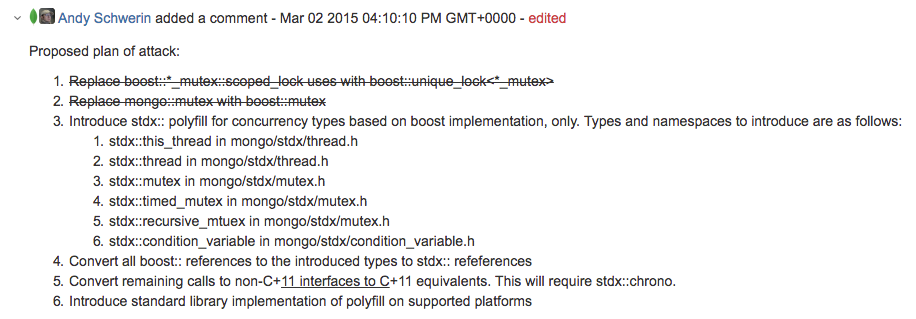 Andy Schwerin added a comment - Mar 02 2015 04:10:10 PM GMT+0000 - edited
Proposed plan of attack:
1. Replace boost::*_mutex::scoped_lock uses with boost::unique_lock<*_mutex>
2. Replace mongo::mutex with boost::mutex
3. Introduce stdx:: polyfill for concurrency types based on boost implementation, only. Types and namespaces to introduce are as follows:
1. stdx::this_thread in mongo/stdx/thread.h
2. stdx::thread in mongo/stdx/thread.h
3. stdx::mutex in mongo/stdx/mutex.h
4. stdx::timed_mutex in mongo/stdx/mutex.h
5. stdx::recursive_mtuex in mongo/stdx/mutex.h
6. stdx::condition_variable in mongo/stdx/condition_variable.h
4. Convert all boost:: references to the introduced types to stdx:: refeferences
5. Convert remaining calls to non-C+11 interfaces to C+11 equivalents. This will require stdx::chrono.
6. Introduce standard library implementation of polyfill on supported platforms